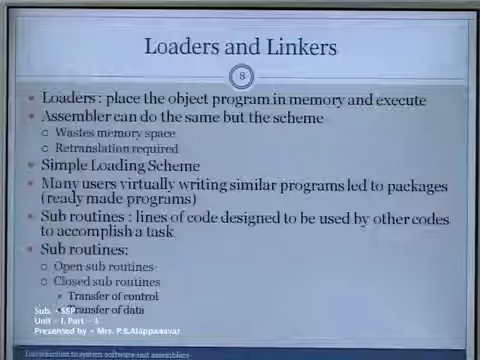 Loaders and Linkers
8
Loaders : place the object program in memory and execute
Assembler can do the same but the scheme
Wastes memory space
Retranslation required
Simple Loading Scheme
Many users virtually writing similar programs led to packages
(ready made programs)
Sub routines : lines of code designed to be used by other codes
to accomplish a task
Sub routines:
Open sub routines
Closed sub routines
Transfer of control
Transfer of data
Sub. - SSP
Unit - I, Part - I
Presented by - Mrs. P.B.Alappanavar
Introduction to system software and assemblers